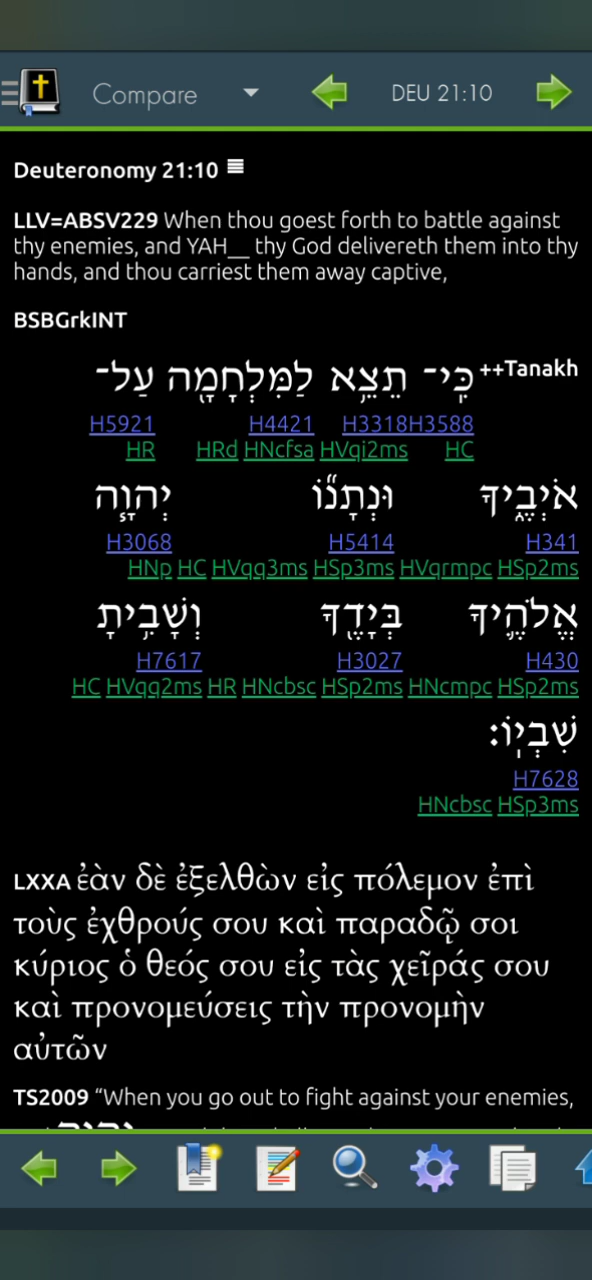 Compare
DEU 21:10
Deuteronomy 21:10
LLV=ABSV229 When thou goest forth to battle against
thy enemies, and YAH__ thy God delivereth them into thy
hands, and thou carriest them away captive,
BSBGrkINT
++Tanakh כִּֽי־ תֵצֵ֥א לַמִּלְחָמָ֖ה עַל־
H5921 H4421 H3318H3588
HR HRd HNcfsa HVqi2ms HC
אֹיְבֶ֑יךָ וּנְתָנ֞וֹ יְהוָ֧ה
H3068 H5414 H341
HNp HC HVqq3ms HSp3ms HVqrmpc HSp2ms
אֱלֹהֶ֛יךָ בְּיָדֶ֖ךָ וְשָׁבִ֥יתָ
H7617 H3027 H430
HC HVqq2ms HR HNcbsc HSp2ms HNcmpc HSp2ms
שִׁבְיֽוֹ׃
H7628
HNcbsc HSp3ms
LXXA ἐὰν δὲ ἐξελθὼν εἰς πόλεμον ἐπὶ
τοὺς ἐχθρούς σου καὶ παραδῷ σοι
κύριος ὁ θεός σου εἰς τὰς χεῖράς σου
καὶ προνομεύσεις τὴν προνομὴν
αὐτῶν
TS2009 “When you go out to fight against your enemies,